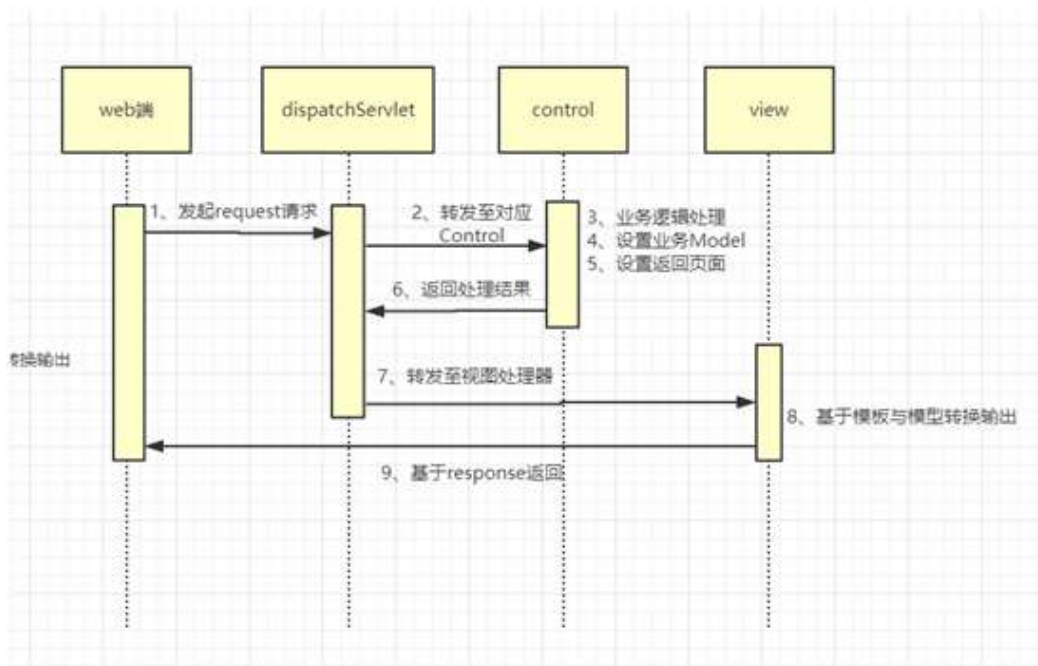 web端
dispatchServlet
control
view
1、发起request请求
2、转发至对应
Control
3、业务逻辑处理
4、设置业务Model
5、设置返回页面
6、返回处理结果
转换输出
7、转发至视图处理器
8、基于模板与模型转换输出
9、基于response返回